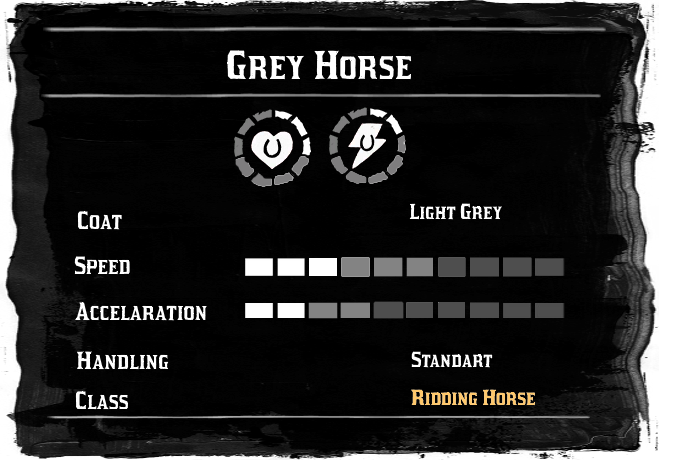 Grey Horse
Coat Light Grey
Speed
Accelaration
Handling Standart
Class Ridding Horse